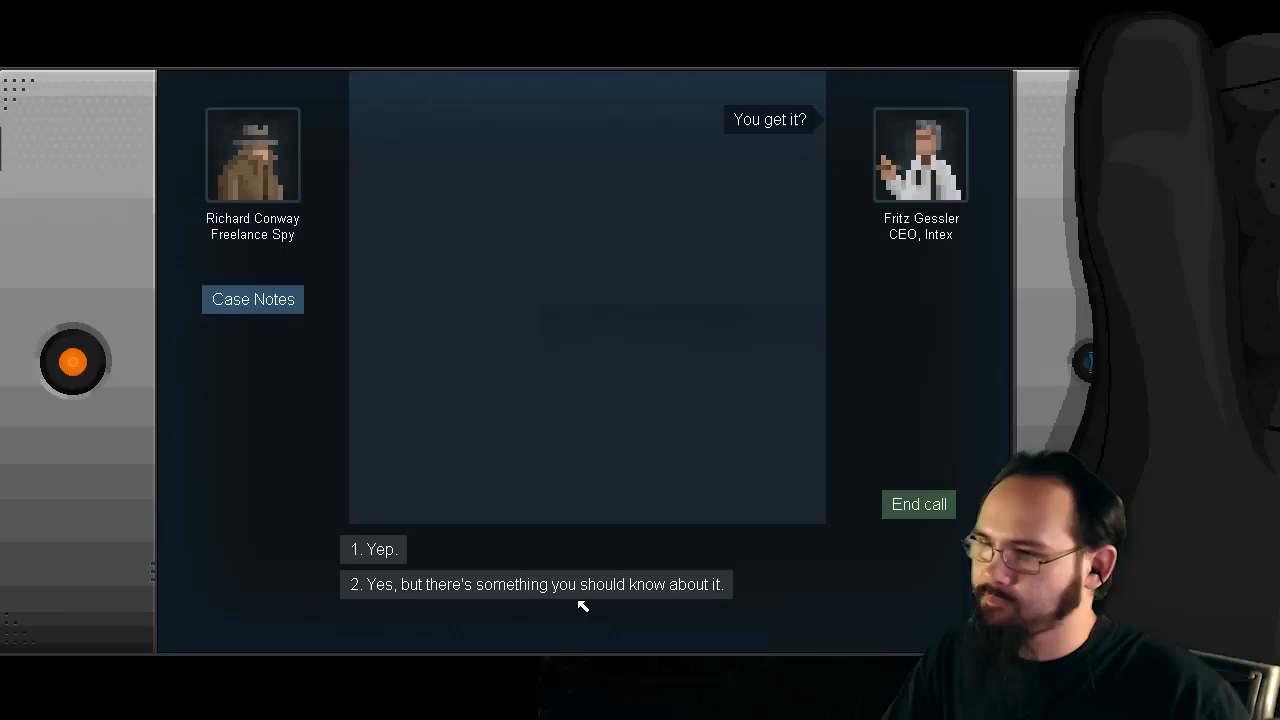 You get it?
Richard Conway
Freelance Spy
Fritz Gessler
CEO, Intex
Case Notes
End call
1. Yep.
2. Yes, but there's something you should know about it.